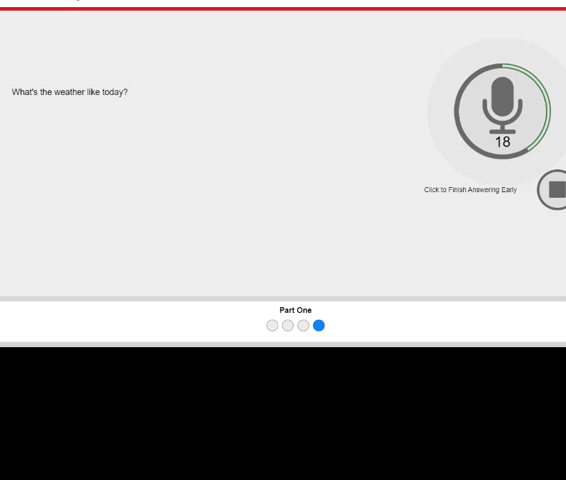 What's the weather like today?
18
Click to Finish Answering Early
Part One